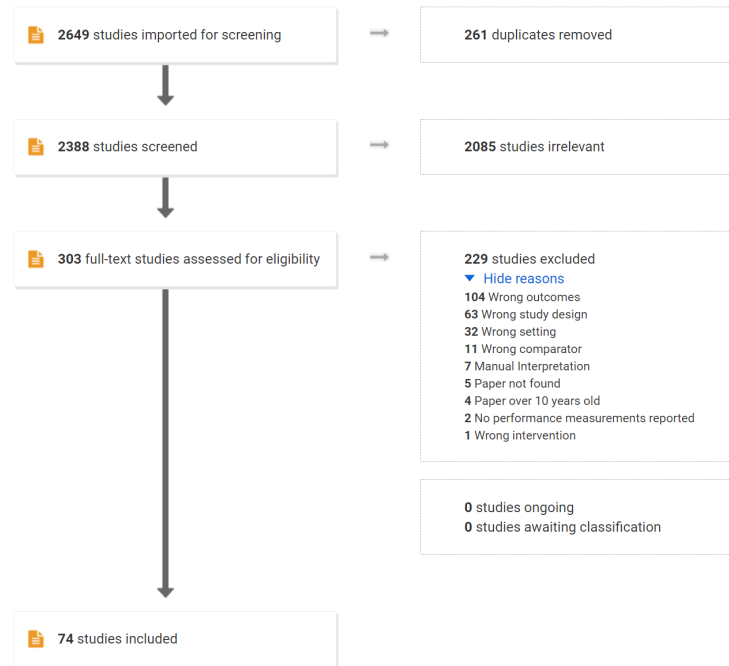 2649 studies imported for screening
261 duplicates removed
2388 studies screened
2085 studies irrelevant
303 full-text studies assessed for eligibility
229 studies excluded
Hide reasons
104 Wrong outcomes
63 Wrong study design
32 Wrong setting
11 Wrong comparator
7 Manual Interpretation
5 Paper not found
4 Paper over 10 years old
2 No performance measurements reported
1 Wrong intervention
0 studies ongoing
0 studies awaiting classification
74 studies included